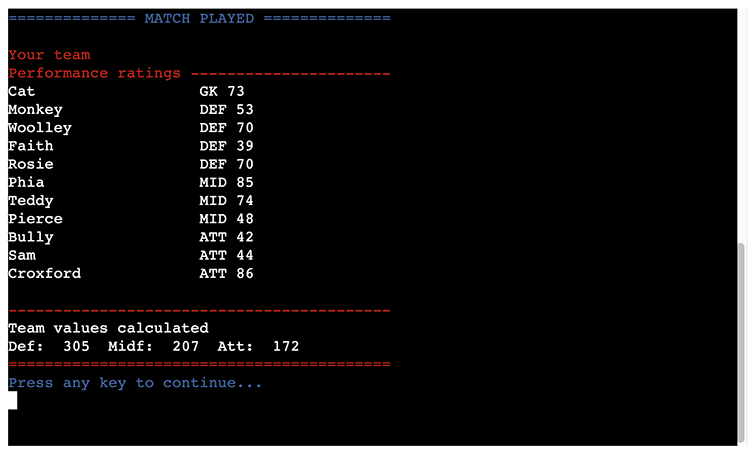 ============== MATCH PLAYED ==============
Your team
Performance ratings ----------------------
Cat GK 73
Monkey DEF 53
Woolley DEF 70
Faith DEF 39
Rosie DEF 70
Phia MID 85
Teddy MID 74
Pierce MID 48
Bully ATT 42
Sam ATT 44
Croxford ATT 86
------------------------------------------
Team values calculated
Def: 305 Midf: 207 Att: 172
==========================================
Press any key to continue...